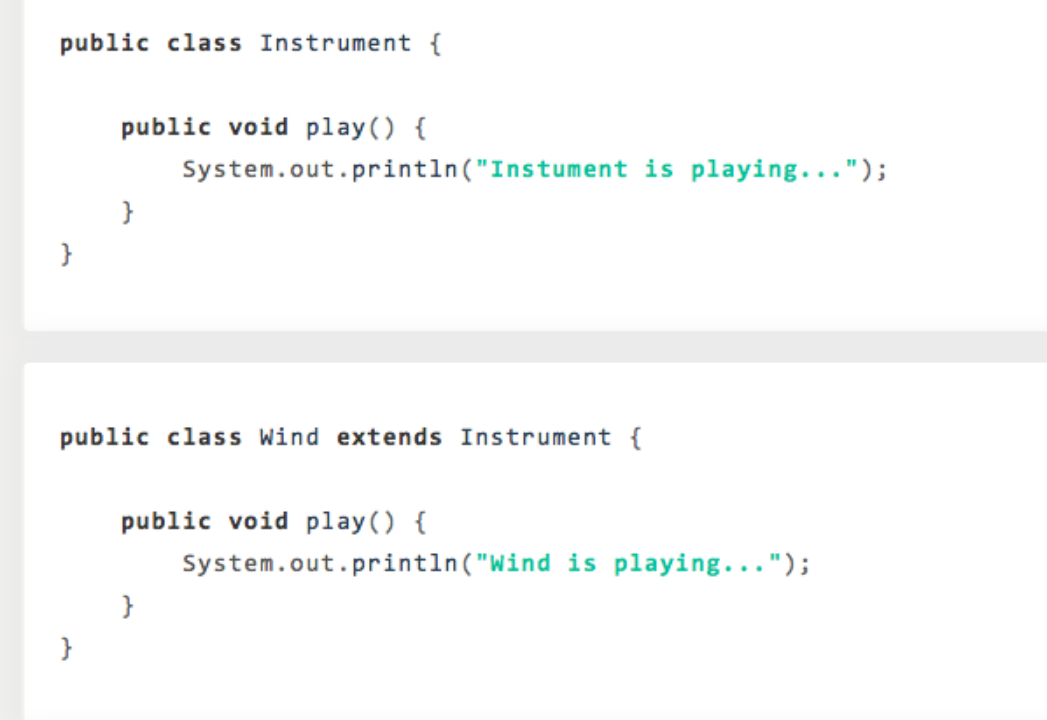 public class Instrument {
public void play() {
System.out.println("Instument is playing...");
}
}
public class Wind extends Instrument {
public void play() {
System.out.println("Wind is playing...");
}
}